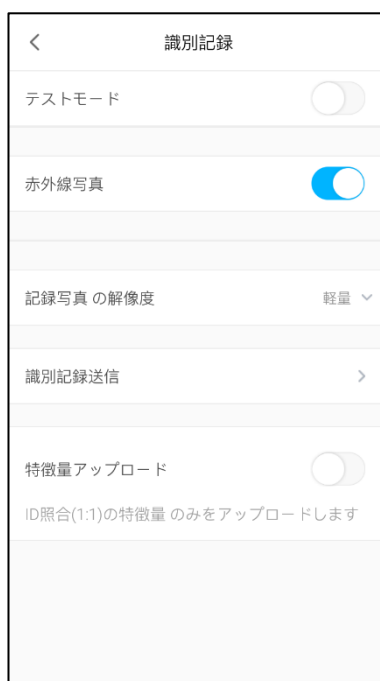 識別記録
テストモード
赤外線写真
記録写真 の解像度 軽量
識別記録送信
特徴量アップロード
ID照合(1:1)の特徴量 のみをアップロードします